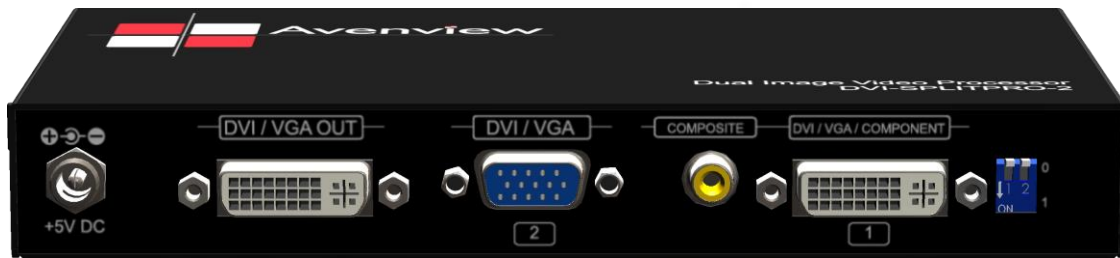 Avenview
Dual Image Video Processor
DVI-SPLITPRO-2
DVI / VGA OUT
DVI / VGA
COMPOSITE
DVI / VGA / COMPONENT
+5V DC
2
1
1 2
ON
0
1